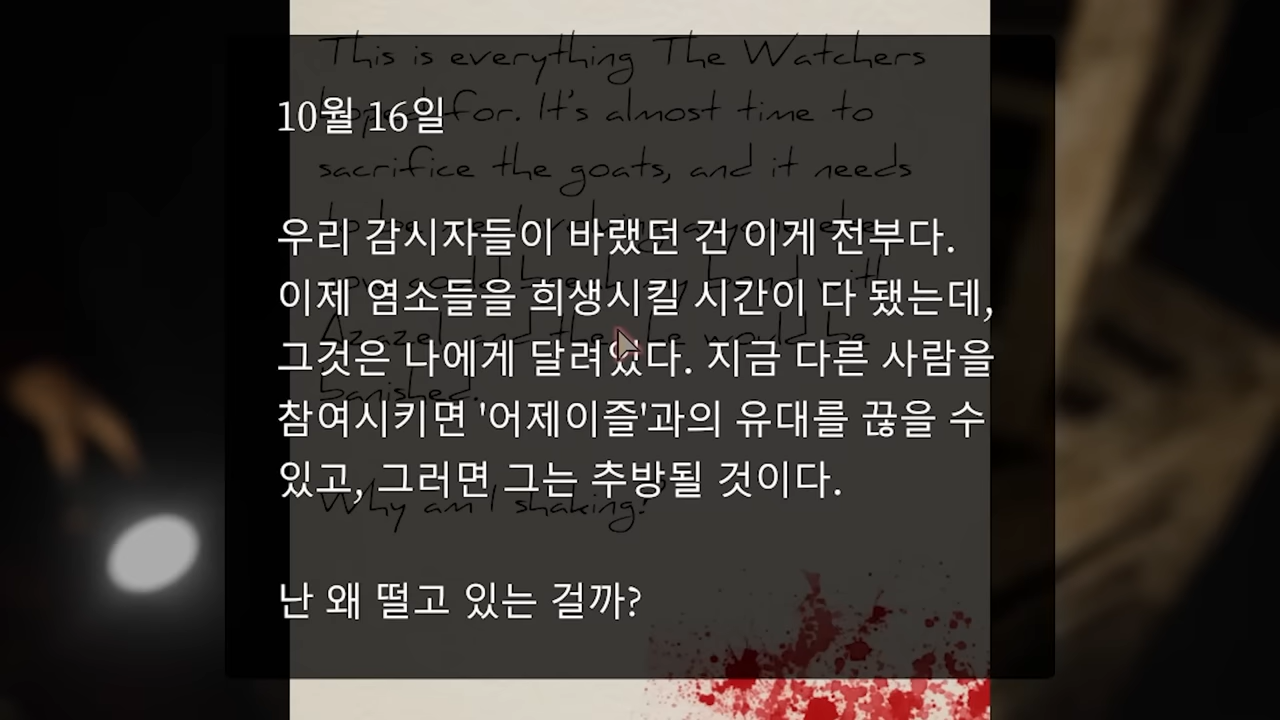 This is everything The Watchers
10월 16일
for. It's almost time to
sacrifice the goats, and it needs
우리 감시자들이 바랬던 건 이게 전부다.
이제 염소들을 희생시킬 시간이 다 됐는데,
그것은 나에게 달려있다. 지금 다른 사람을
banished.
참여시키면 '어제이즐'과의 유대를 끊을 수
있고, 그러면 그는 추방될 것이다.
Why am I shaking?
난 왜 떨고 있는 걸까?